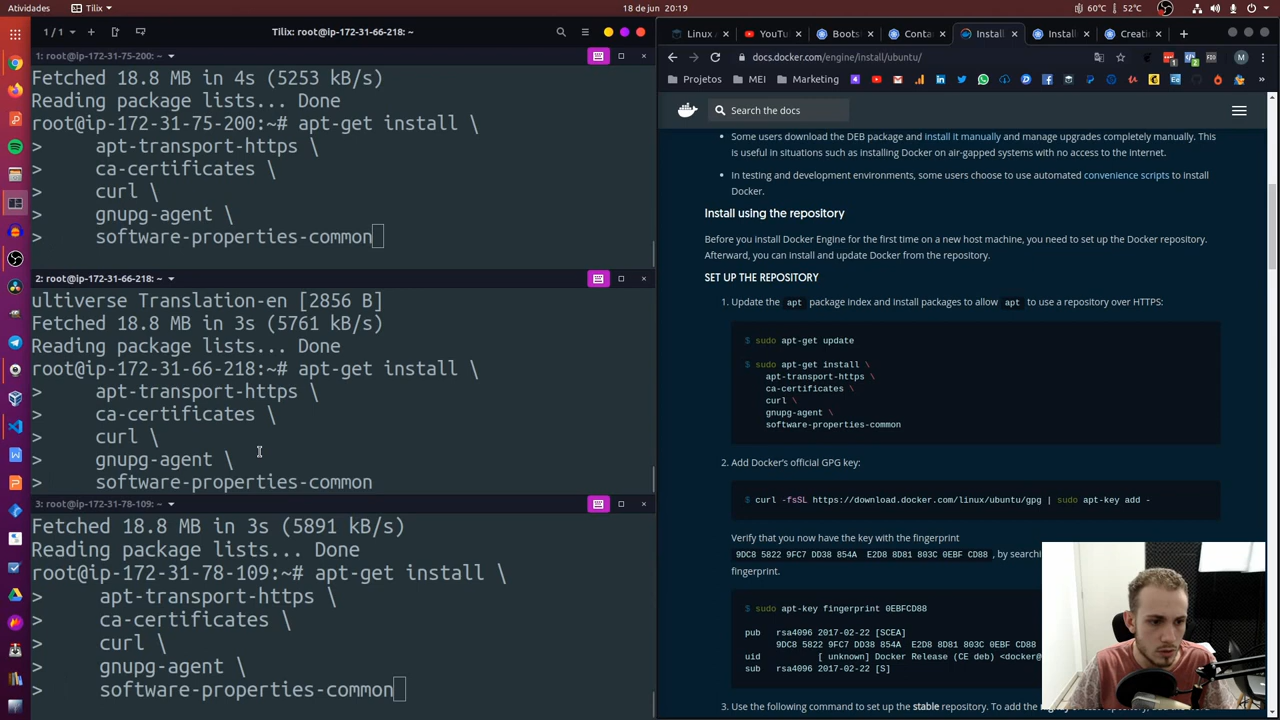 Atividades
Tilix
18 de jun 20:19
60°C
52°C
1 / 1
Tilix: root@ip-172-31-66-218: ~
1: root@ip-172-31-75-200: ~
Fetched 18.8 MB in 4s (5253 kB/s)
Reading package lists... Done
root@ip-172-31-75-200:~# apt-get install \
> apt-transport-https \
> ca-certificates \
> curl \
> gnupg-agent \
> software-properties-common
2: root@ip-172-31-66-218: ~
ultiverse Translation-en [2856 B]
Fetched 18.8 MB in 3s (5761 kB/s)
Reading package lists... Done
root@ip-172-31-66-218:~# apt-get install \
> apt-transport-https \
> ca-certificates \
> curl \
> gnupg-agent \
> software-properties-common
3: root@ip-172-31-78-109: ~
Fetched 18.8 MB in 3s (5891 kB/s)
Reading package lists... Done
root@ip-172-31-78-109:~# apt-get install \
> apt-transport-https \
> ca-certificates \
> curl \
> gnupg-agent \
> software-properties-common
Linux
YouTu
Boots
Conta
Install
Install
Creati
docs.docker.com/engine/install/ubuntu/
M
Projetos
MEI
Marketing
Search the docs
Some users download the DEB package and install it manually and manage upgrades completely manually. This
is useful in situations such as installing Docker on air-gapped systems with no access to the internet.
In testing and development environments, some users choose to use automated convenience scripts to install
Docker.
Install using the repository
Before you install Docker Engine for the first time on a new host machine, you need to set up the Docker repository.
Afterward, you can install and update Docker from the repository.
SET UP THE REPOSITORY
1. Update the apt package index and install packages to allow apt to use a repository over HTTPS:
$ sudo apt-get update
$ sudo apt-get install \
apt-transport-https \
ca-certificates \
curl \
gnupg-agent \
software-properties-common
2. Add Docker's official GPG key:
$ curl -fsSL https://download.docker.com/linux/ubuntu/gpg | sudo apt-key add -
Verify that you now have the key with the fingerprint
9DC8 5822 9FC7 DD38 854A E2D8 8D81 803C 0EBF CD88 , by searchi
fingerprint.
$ sudo apt-key fingerprint 0EBFCD88
pub rsa4096 2017-02-22 [SCEA]
9DC8 5822 9FC7 DD38 854A E2D8 8D81 803C 0EBF CD88
uid [ unknown] Docker Release (CE deb) <docker@
sub rsa4096 2017-02-22 [S]
3. Use the following command to set up the stable repository. To add the